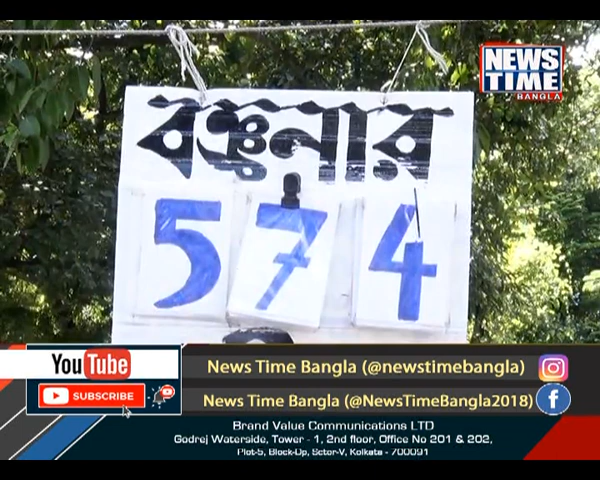 NEWS
TIME
BANGLA
বঞ্চনার
574
YouTube
SUBSCRIBE
News Time Bangla (@newstimebangla)
News Time Bangla (@NewsTimeBangla2018)
Brand Value Communications LTD
Godrej Waterside, Tower - 1, 2nd floor, Office No 201 & 202,
Plot-5, Block-Dp, Sctor-V, Kolkata - 700091